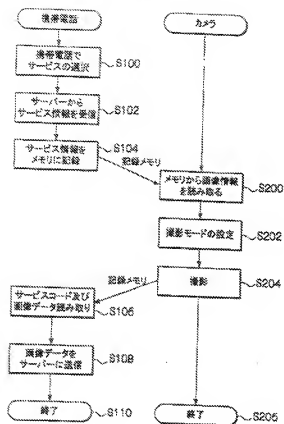 携帯電話
カメラ
携帯電話で
サービスの選択
S100
サーバーから
サービス情報を受信
S102
サービス情報を
メモリに記録
S104
記録メモリ
メモリから画像情報
を読み取る
S200
撮影モードの設定
S202
撮影
S204
記録メモリ
サービスコード及び
画像データ読み取り
S106
画像データを
サーバーに送信
S108
終了
S110
終了
S206